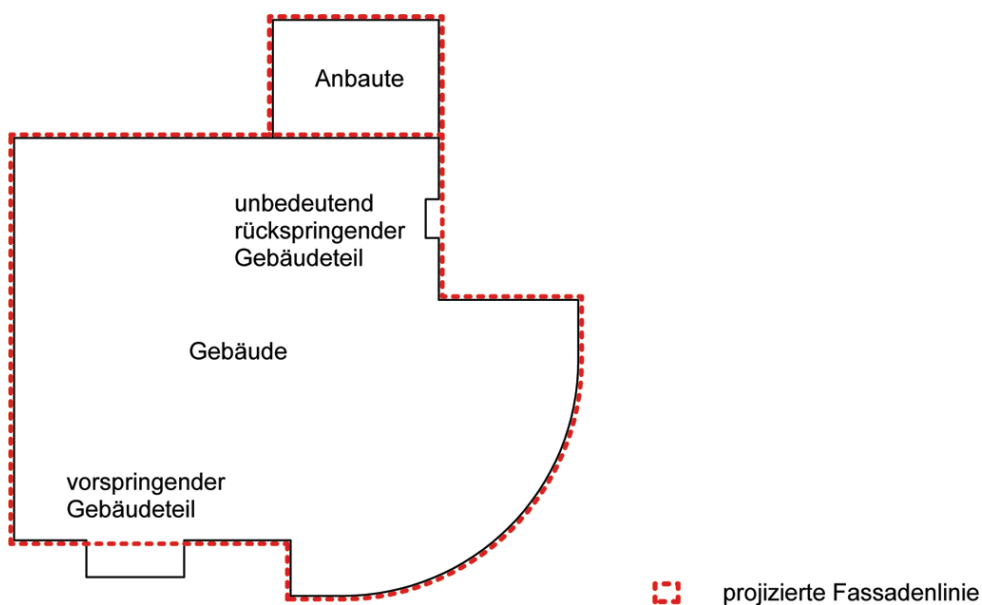 Anbaute
unbedeutend
rückspringender
Gebäudeteil
Gebäude
vorspringender
Gebäudeteil
projizierte Fassadenlinie